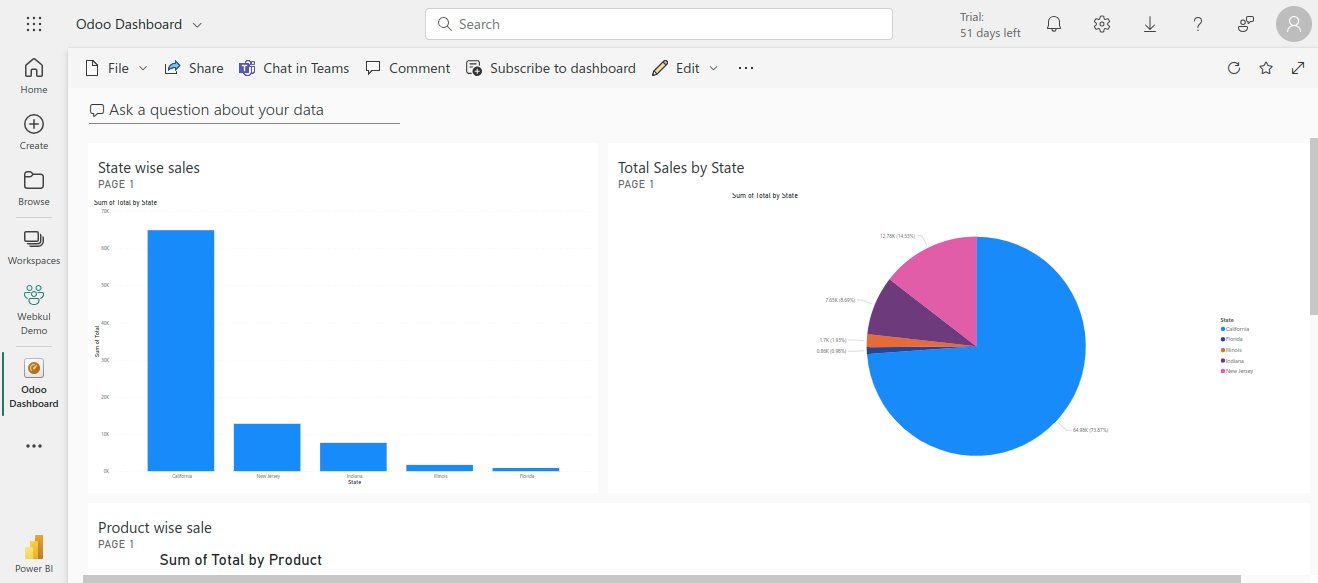 Odoo Dashboard
Search
Trial:
51 days left
Home
Create
Browse
Workspaces
Webkul
Demo
Odoo
Dashboard
Power BI
File
Share
Chat in Teams
Comment
Subscribe to dashboard
Edit
Ask a question about your data
State wise sales
PAGE 1
Sum of Total by State
70K
60K
50K
40K
30K
20K
10K
0K
Sum of Total
California
New Jersey
Indiana
Illinois
Florida
State
Total Sales by State
PAGE 1
Sum of Total by State
12.76K (14.53%)
7.63K (8.69%)
1.7K (1.93%)
0.86K (0.98%)
64.98K (73.87%)
State
California
Florida
Illinois
Indiana
New Jersey
Product wise sale
PAGE 1
Sum of Total by Product